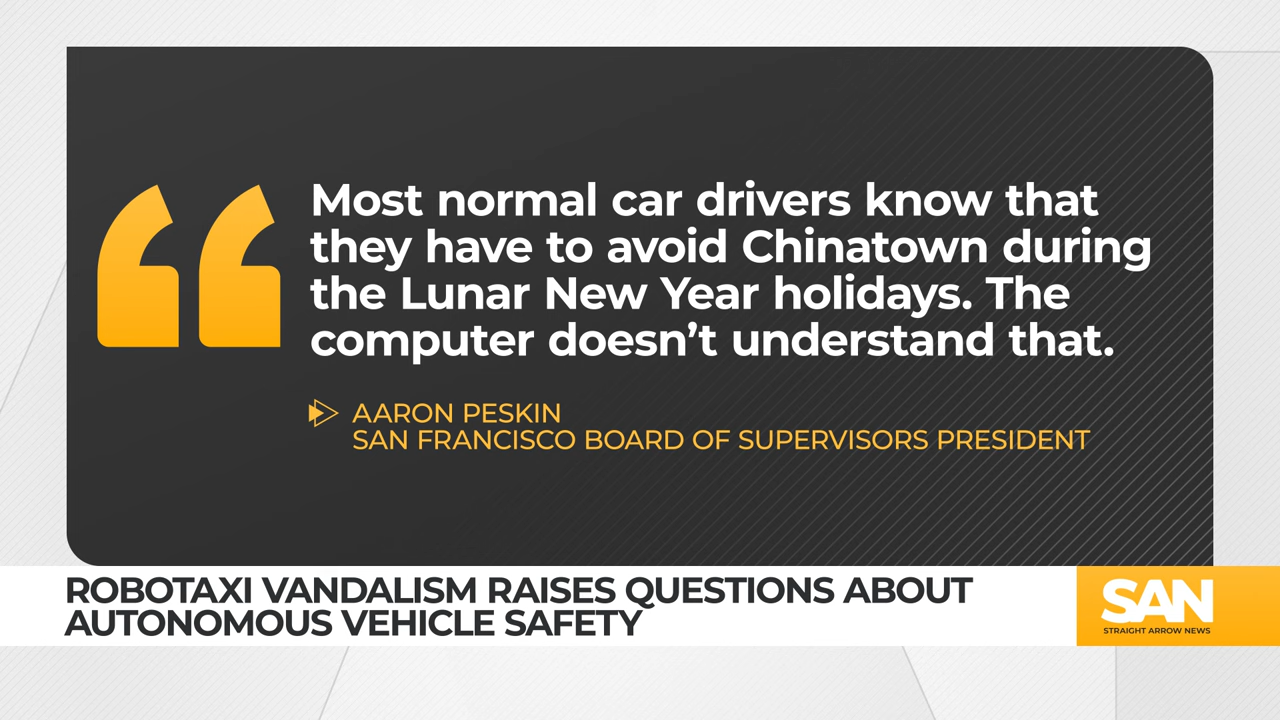 Most normal car drivers know that
they have to avoid Chinatown during
the Lunar New Year holidays. The
computer doesn’t understand that.
AARON PESKIN
SAN FRANCISCO BOARD OF SUPERVISORS PRESIDENT
ROBOTAXI VANDALISM RAISES QUESTIONS ABOUT
AUTONOMOUS VEHICLE SAFETY
SAN
STRAIGHT ARROW NEWS